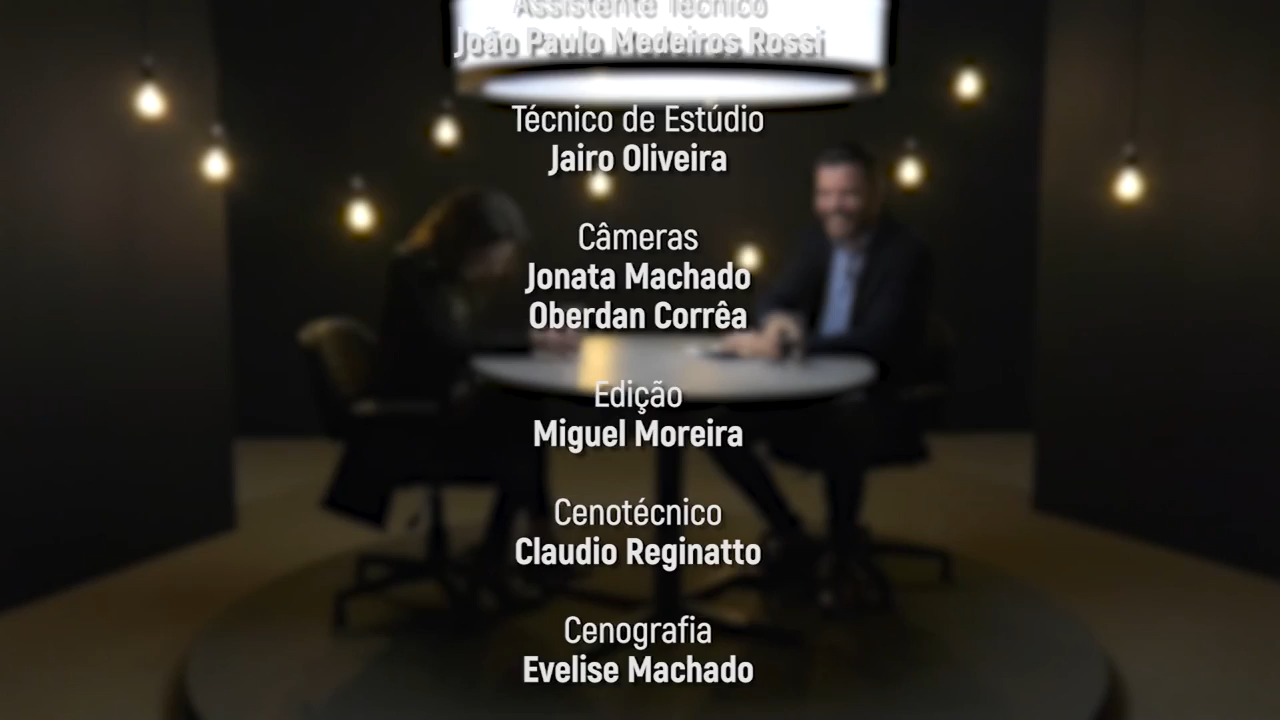 Assistente Técnico
João Paulo Medeiros Rossi
Técnico de Estúdio
Jairo Oliveira
Câmeras
Jonata Machado
Oberdan Corrêa
Edição
Miguel Moreira
Cenotécnico
Claudio Reginatto
Cenografia
Evelise Machado